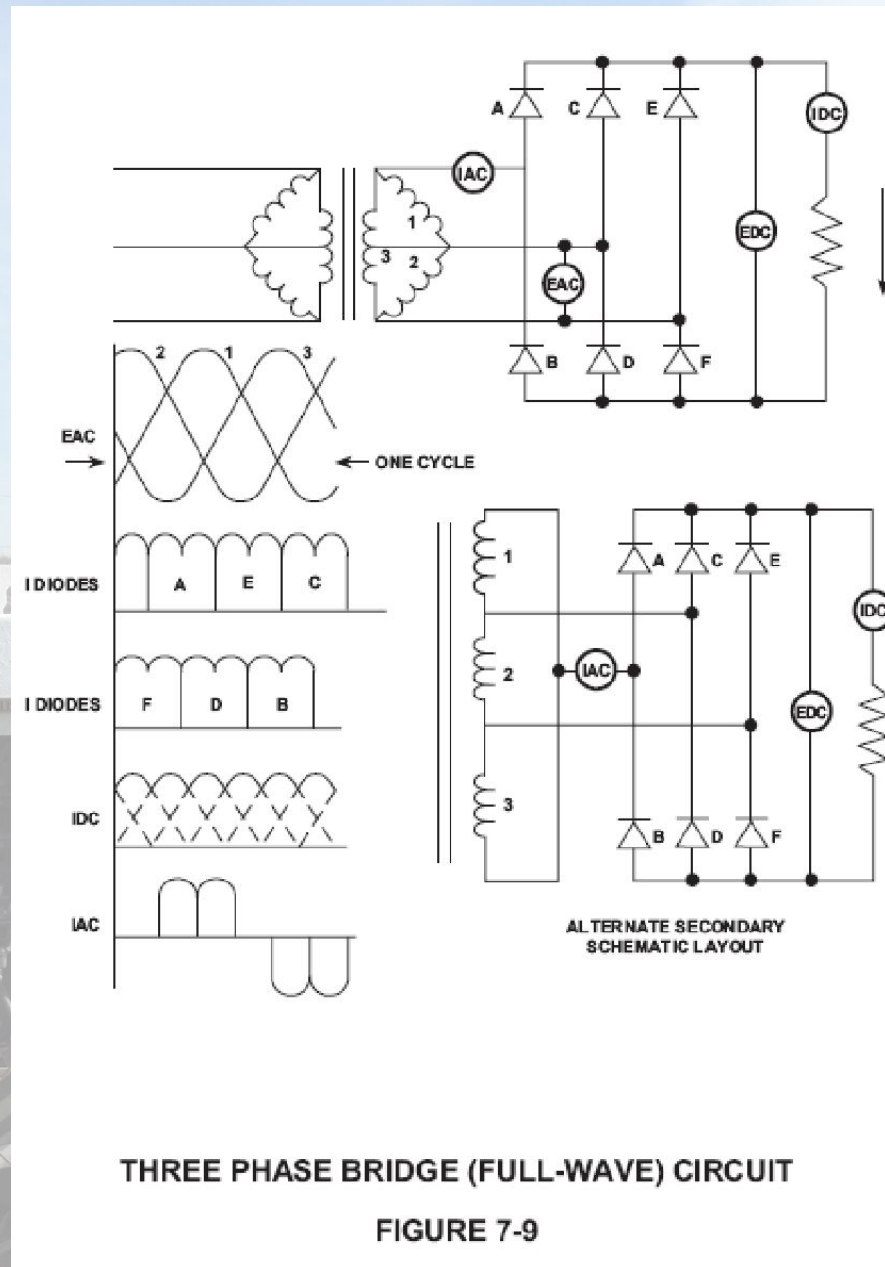 A C E IDC
IAC
1
EDC
3 2
EAC
B D F
2 1 3
EAC
ONE CYCLE
1 A C E
I DIODES A E C
IDC
2 IAC
I DIODES F D B
EDC
3
IDC B D F
IAC
ALTERNATE SECONDARY
SCHEMATIC LAYOUT
THREE PHASE BRIDGE (FULL-WAVE) CIRCUIT
FIGURE 7-9